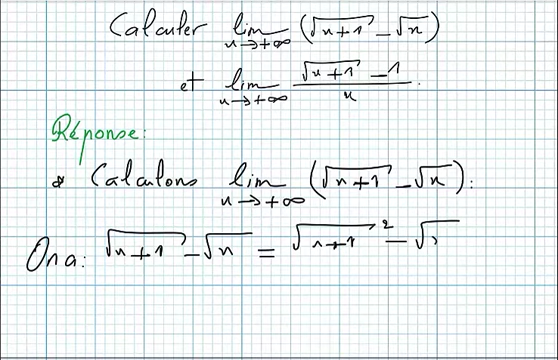 Calculer lim x→+∞ (√(x+1) - √x)
et lim x→+∞ (√(x+1) - 1)/x.
Réponse:
* Calculons lim x→+∞ (√(x+1) - √x):
On a: √(x+1) - √x = √(x+1)² - √